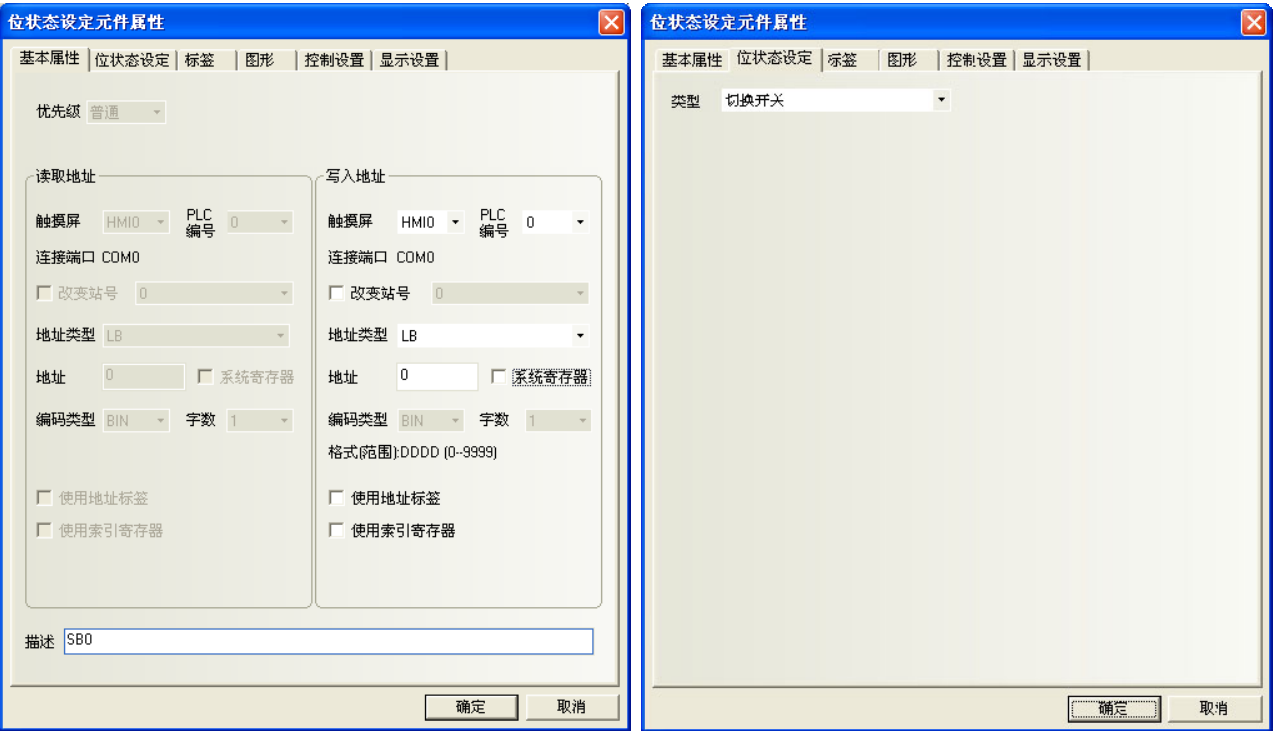 位状态设定元件属性
基本属性 位状态设定 标签 图形 控制设置 显示设置
优先级 普通
读取地址
触摸屏 HMI0 PLC编号 0
连接端口 COM0
改变站号 0
地址类型 LB
地址 0 系统寄存器
编码类型 BIN 字数 1
使用地址标签
使用索引寄存器
写入地址
触摸屏 HMI0 PLC编号 0
连接端口 COM0
改变站号 0
地址类型 LB
地址 0 系统寄存器
编码类型 BIN 字数 1
格式(范围):DDDD (0--9999)
使用地址标签
使用索引寄存器
描述 SB0
确定 取消
位状态设定元件属性
基本属性 位状态设定 标签 图形 控制设置 显示设置
类型 切换开关
确定 取消